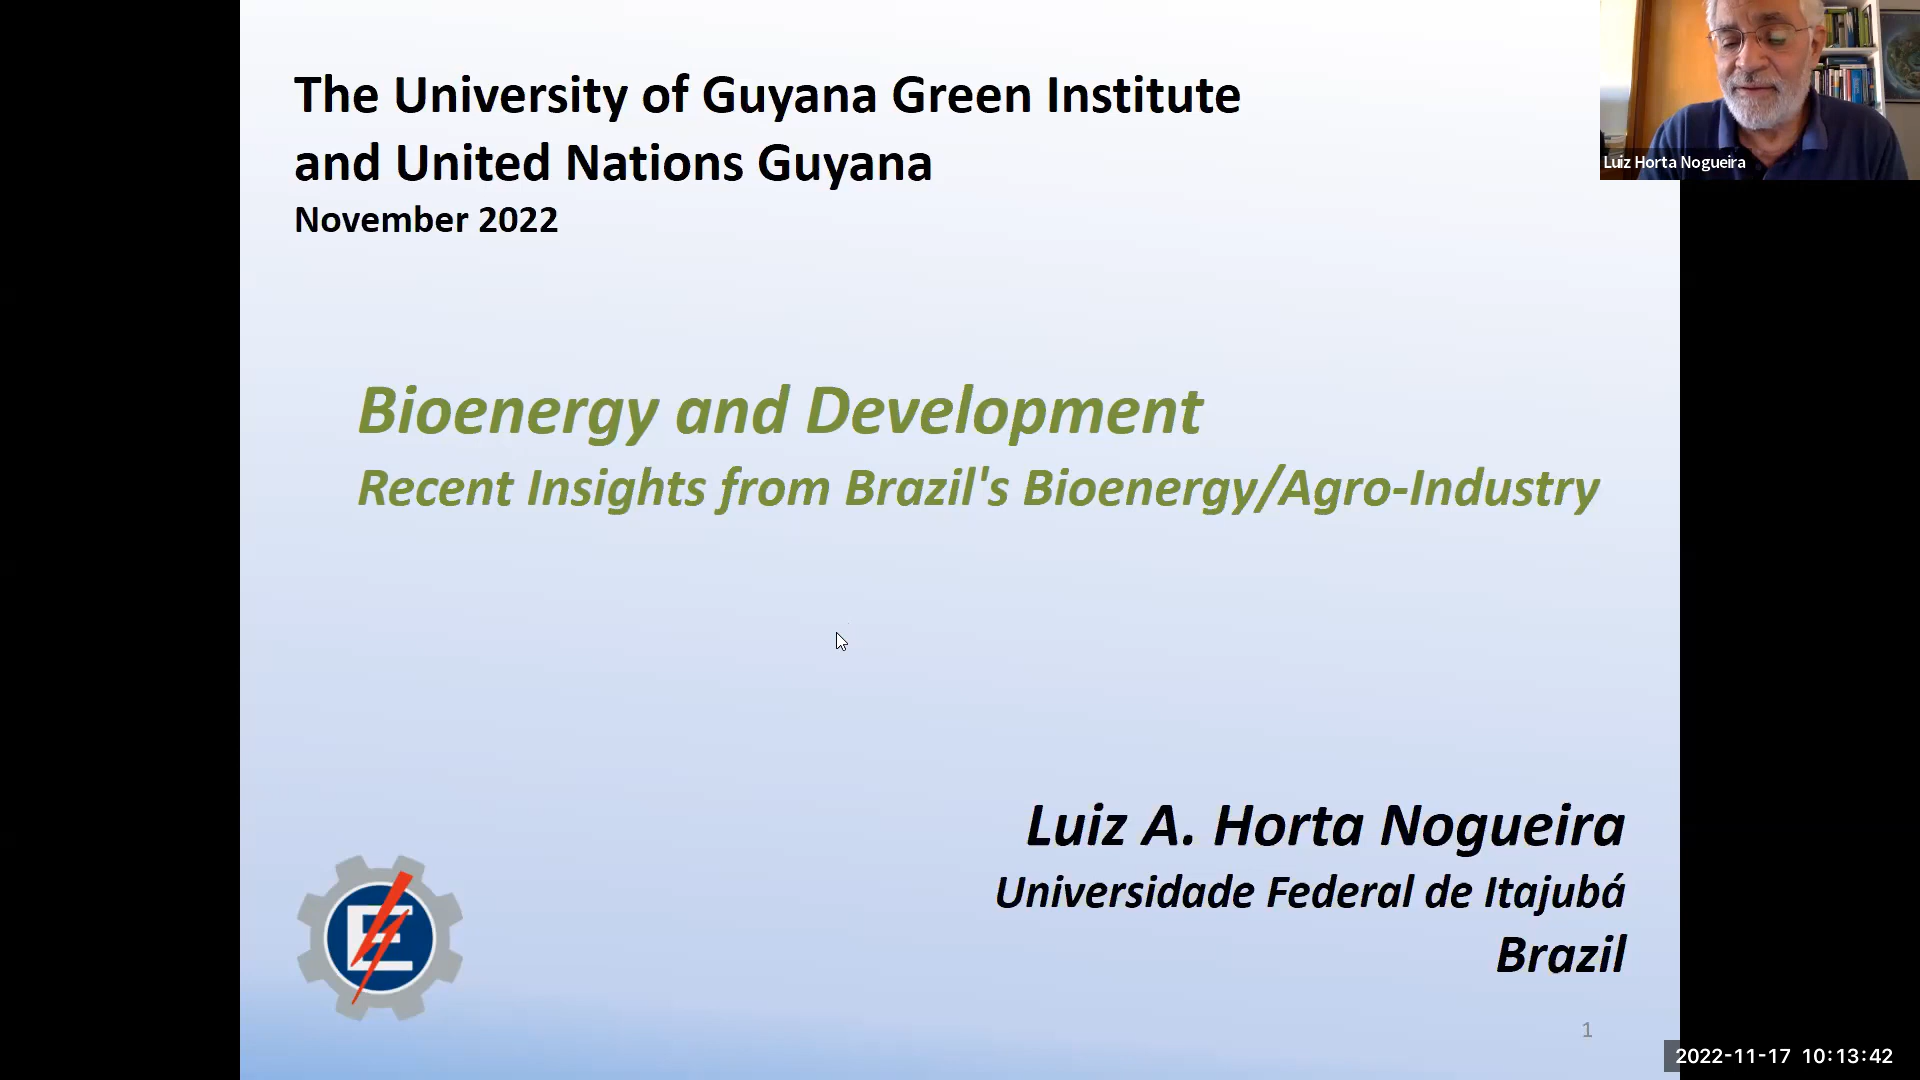 The University of Guyana Green Institute
and United Nations Guyana
November 2022
Luiz Horta Nogueira
Bioenergy and Development
Recent Insights from Brazil's Bioenergy/Agro-Industry
Luiz A. Horta Nogueira
Universidade Federal de Itajubá
Brazil
E
1
2022-11-17 10:13:42